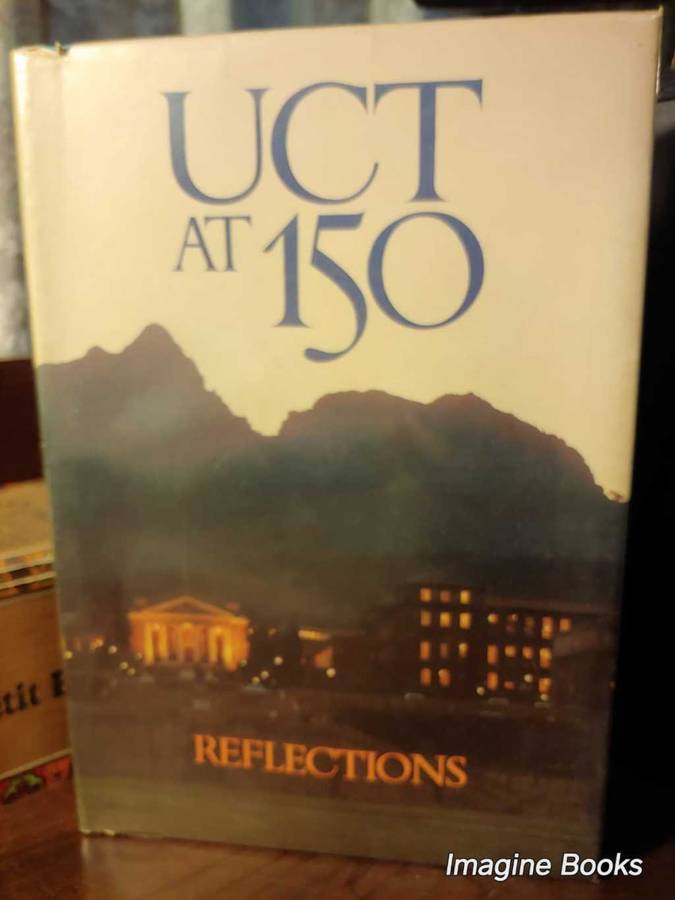 UCT
AT 150
REFLECTIONS
Imagine Books